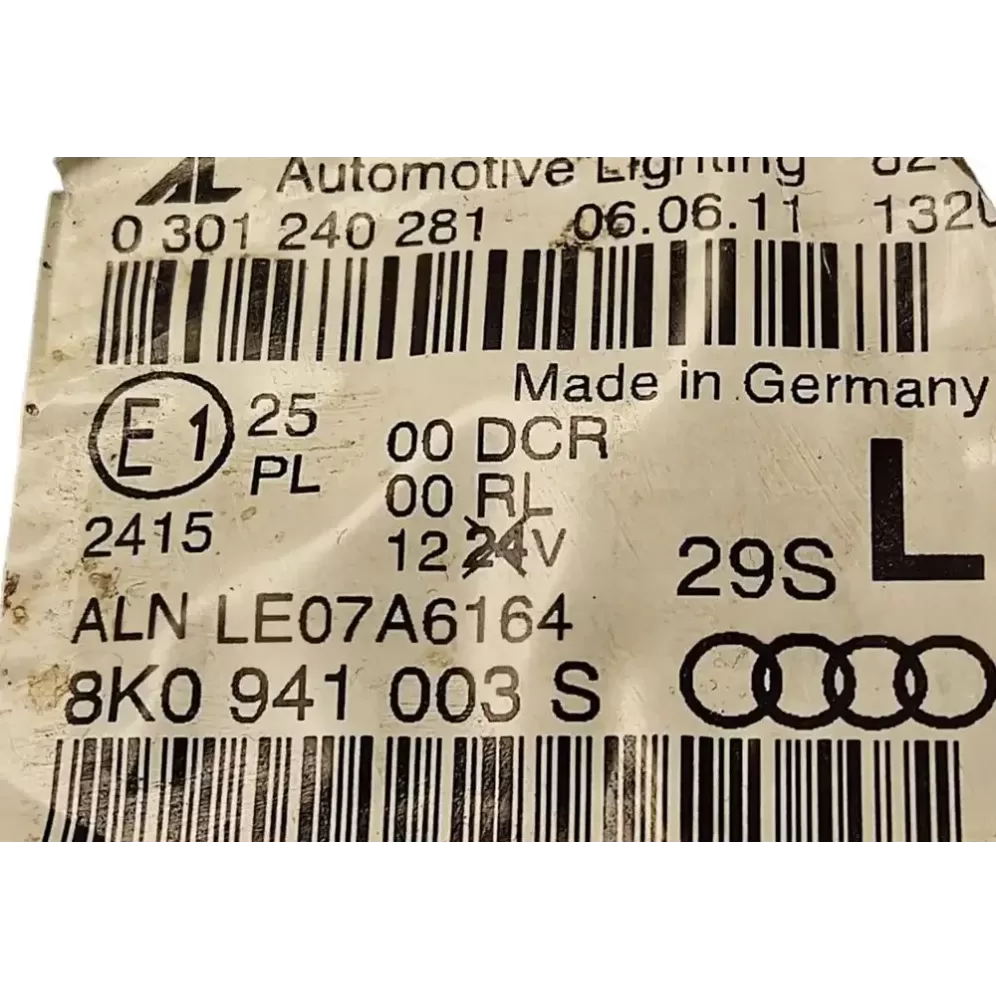 AL Automotive Lighting
0 301 240 281 06.06.11
Made in Germany
E1 25 00 DCR
PL 00 RL
2415 12 24V
29S L
ALN LE07A6164
8K0 941 003 S